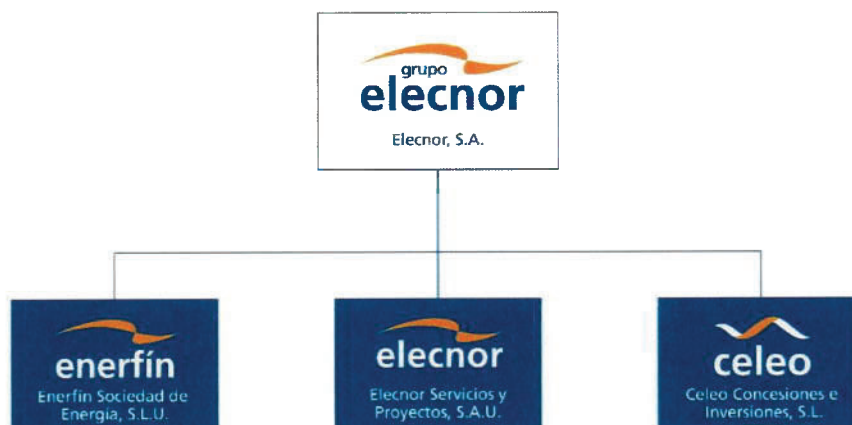 grupo
elecnor
Elecnor, S.A.
enerfín
Enerfín Sociedad de
Energía, S.L.U.
elecnor
Elecnor Servicios y
Proyectos, S.A.U.
celeo
Celeo Concesiones e
Inversiones, S.L.